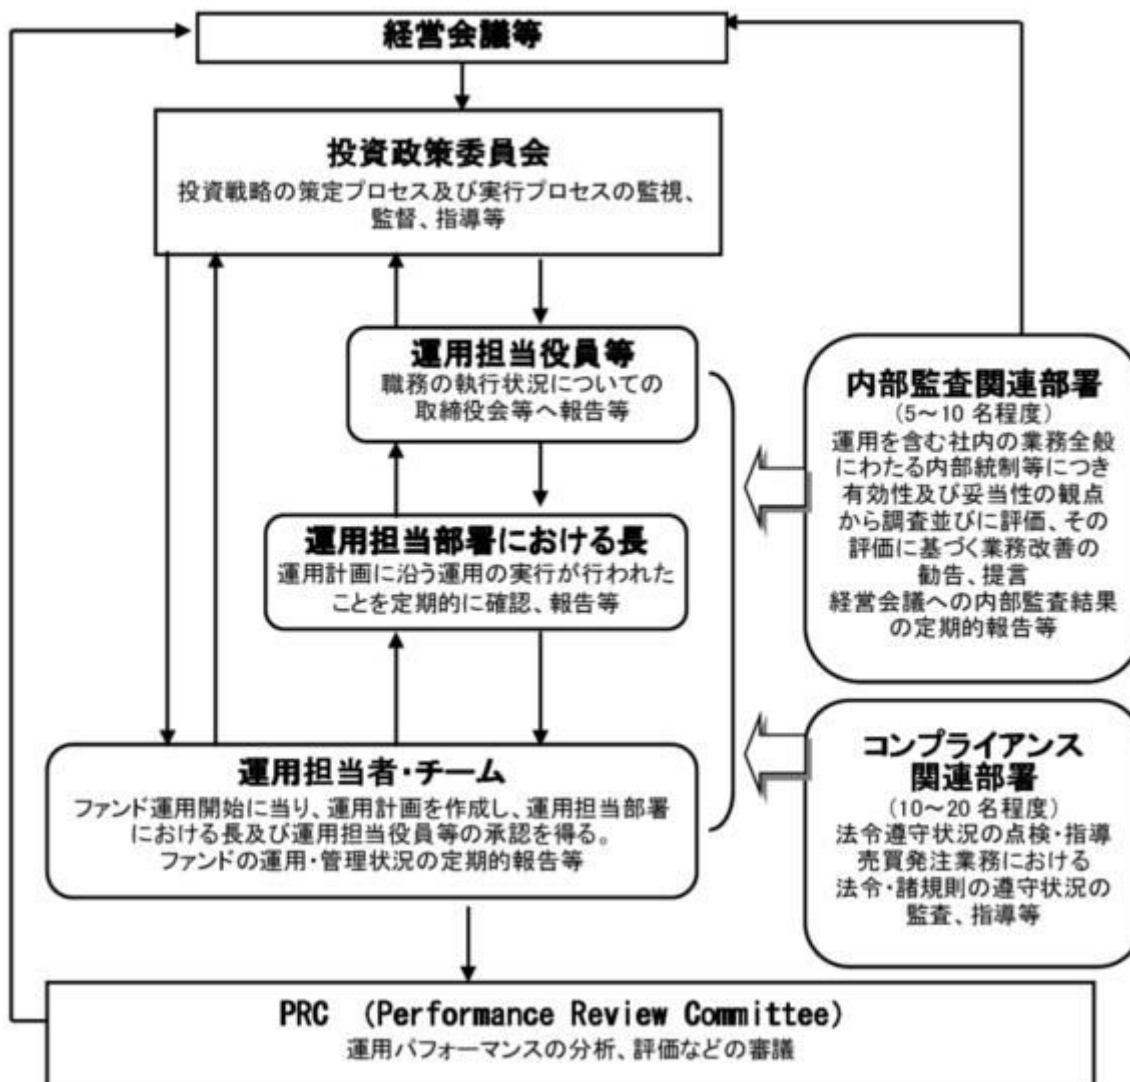 経営会議等
投資政策委員会
投資戦略の策定プロセス及び実行プロセスの監視、
監督、指導等
運用担当役員等
職務の執行状況についての
取締役会等へ報告等
運用担当部署における長
運用計画に沿う運用の実行が行われた
ことを定期的に確認、報告等
運用担当者・チーム
ファンド運用開始に当り、運用計画を作成し、運用担当部署
における長及び運用担当役員等の承認を得る。
ファンドの運用・管理状況の定期的報告等
内部監査関連部署
(5～10 名程度)
運用を含む社内の業務全般
にわたる内部統制等につき
有効性及び妥当性の観点
から調査並びに評価、その
評価に基づく業務改善の
勧告、提言
経営会議への内部監査結果
の定期的報告等
コンプライアンス
関連部署
(10～20 名程度)
法令遵守状況の点検・指導
売買発注業務における
法令・諸規則の遵守状況の
監査、指導等
PRC （Performance Review Committee）
運用パフォーマンスの分析、評価などの審議